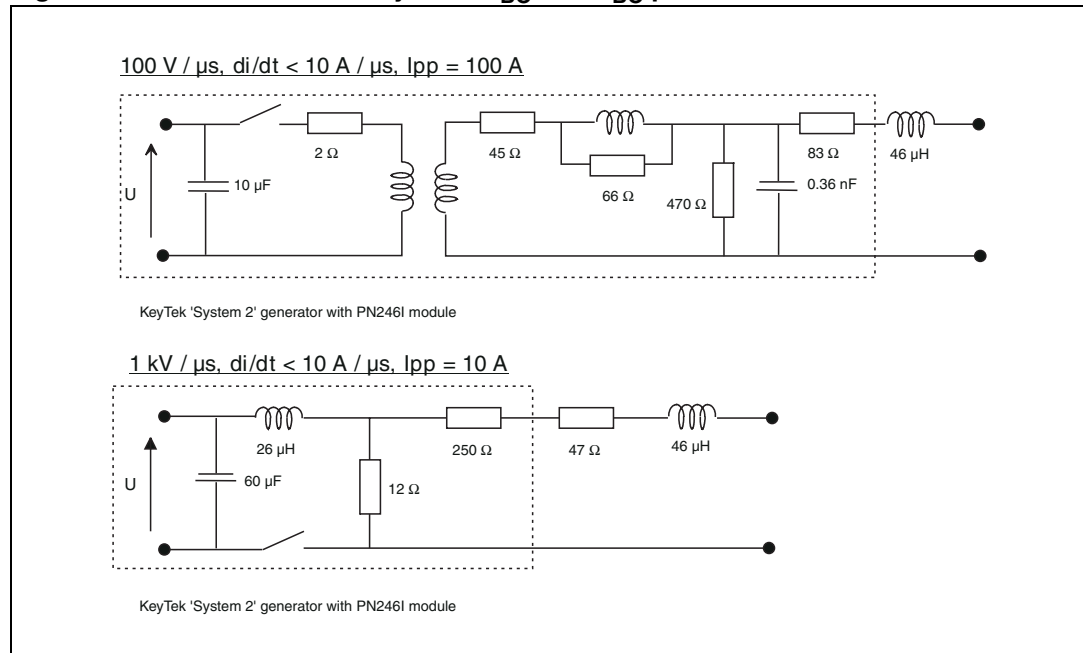 100 V / µs, di/dt < 10 A / µs, Ipp = 100 A
U
10 µF
2 Ω
45 Ω
66 Ω
470 Ω
0.36 nF
83 Ω
46 µH
KeyTek 'System 2' generator with PN246I module
1 kV / µs, di/dt < 10 A / µs, Ipp = 10 A
U
60 µF
26 µH
12 Ω
250 Ω
47 Ω
46 µH
KeyTek 'System 2' generator with PN246I module